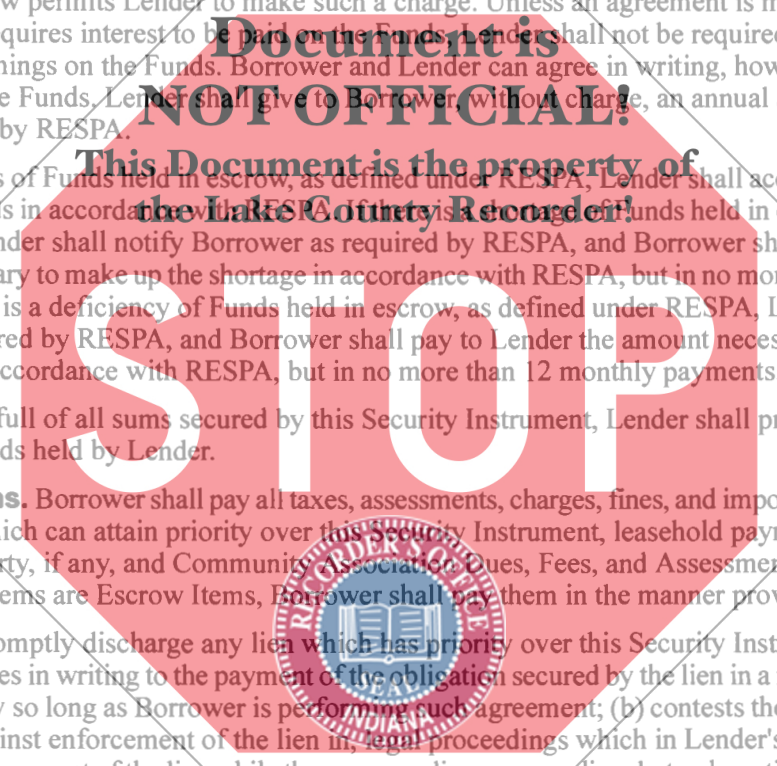 w permits Lender to make such a charge. Unless an agreement is m
quires interest to be paid on the Funds, Lender shall not be required
Document is
nings on the Funds. Borrower and Lender can agree in writing, how
e Funds. Lender shall give to Borrower, without charge, an annual
NOT OFFICIAL!
by RESPA.
This Document is the property of
s of Funds held in escrow, as defined under RESPA, Lender shall acc
the Lake County Recorder!
ds in accordance with RESPA. If there is a shortage of Funds held in
nder shall notify Borrower as required by RESPA, and Borrower sh
ary to make up the shortage in accordance with RESPA, but in no mor
is a deficiency of Funds held in escrow, as defined under RESPA, L
red by RESPA, and Borrower shall pay to Lender the amount neces
ccordance with RESPA, but in no more than 12 monthly payments
STOP
full of all sums secured by this Security Instrument, Lender shall pr
ds held by Lender.
ns. Borrower shall pay all taxes, assessments, charges, fines, and impo
ich can attain priority over this Security Instrument, leasehold payr
rty, if any, and Community Association Dues, Fees, and Assessmen
ems are Escrow Items, Borrower shall pay them in the manner prov
RECORDER'S OFFICE
SEAL
INDIANA
omptly discharge any lien which has priority over this Security Inst
es in writing to the payment of the obligation secured by the lien in a
y so long as Borrower is performing such agreement; (b) contests the
inst enforcement of the lien in, legal proceedings which in Lender's